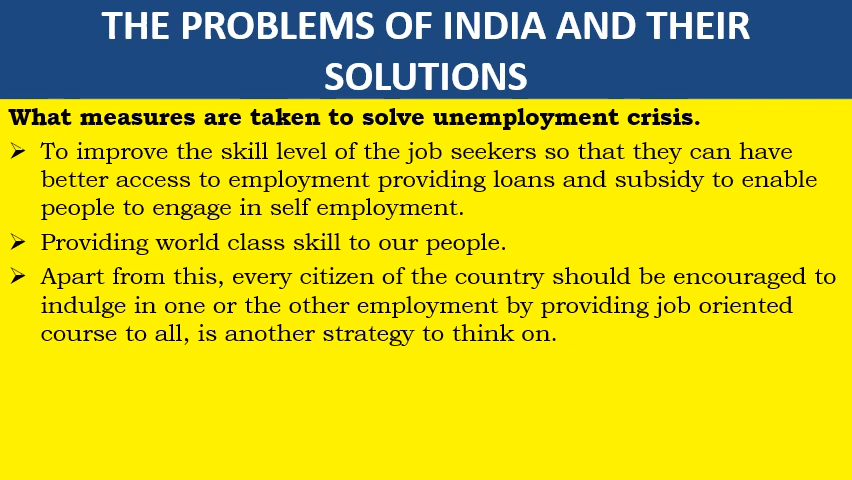 THE PROBLEMS OF INDIA AND THEIR
SOLUTIONS
What measures are taken to solve unemployment crisis.
➢ To improve the skill level of the job seekers so that they can have
better access to employment providing loans and subsidy to enable
people to engage in self employment.
➢ Providing world class skill to our people.
➢ Apart from this, every citizen of the country should be encouraged to
indulge in one or the other employment by providing job oriented
course to all, is another strategy to think on.